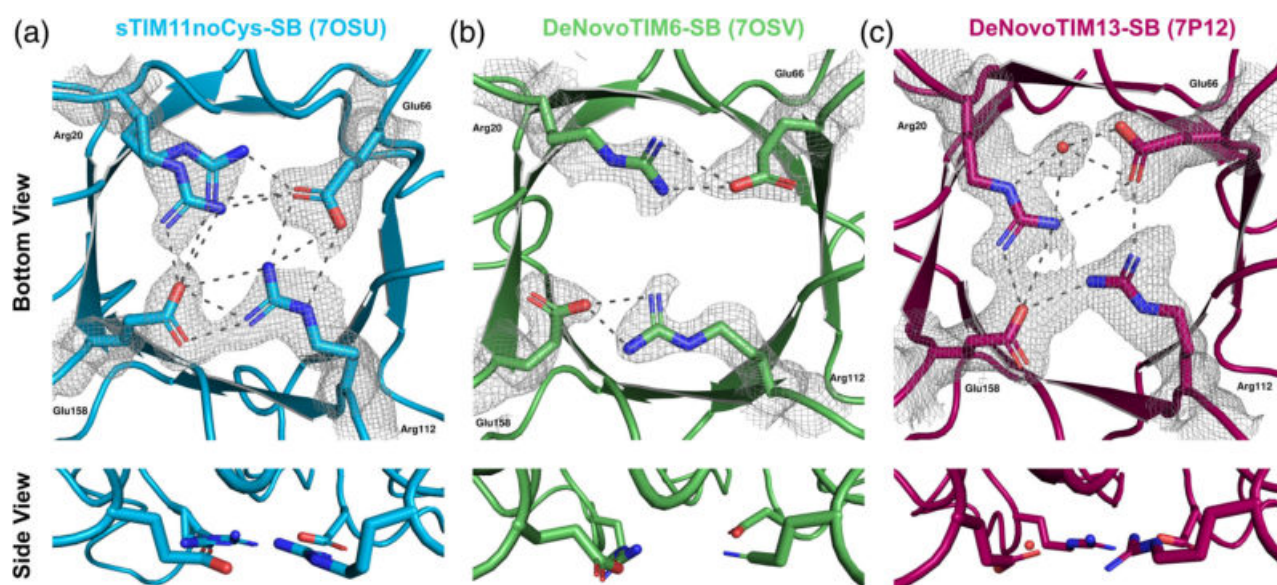 (a) sTIM11noCys-SB (7OSU)
(b) DeNovoTIM6-SB (7OSV)
(c) DeNovoTIM13-SB (7P12)
Bottom View
Arg20
Glu66
Glu158
Arg112
Arg20
Glu66
Glu158
Arg112
Arg20
Glu66
Glu158
Arg112
Side View